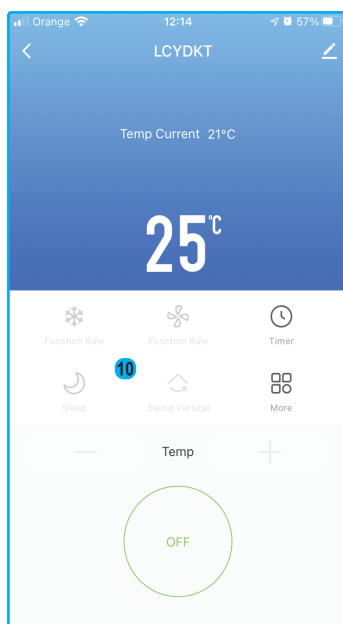 Orange 12:14 57%
LCYDKT
Temp Current 21°C
25°C
Function Rule Function Rule Timer
10
Sleep Swing Vertical More
Temp
OFF